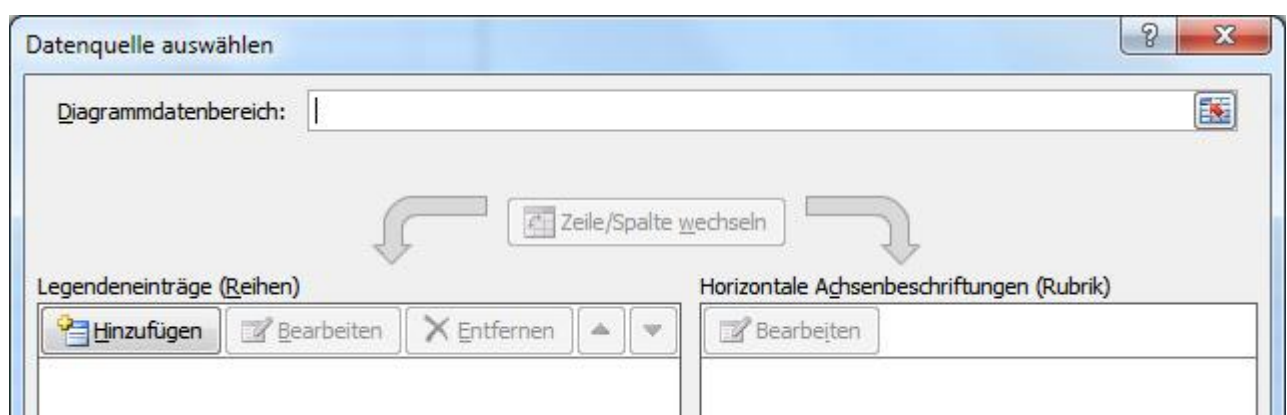 Datenquelle auswählen
Diagrammdatenbereich:
Zeile/Spalte wechseln
Legendeneinträge (Reihen)
Hinzufügen Bearbeiten Entfernen
Horizontale Achsenbeschriftungen (Rubrik)
Bearbeiten